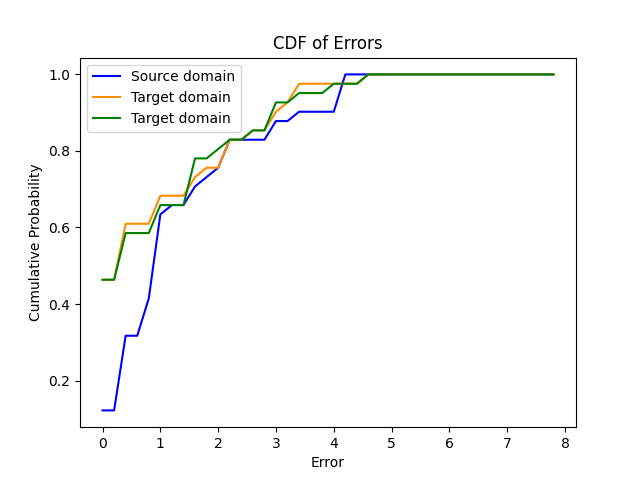 CDF of Errors
Source domain
Target domain
Target domain
1.0
0.8
0.6
0.4
0.2
Cumulative Probability
0 1 2 3 4 5 6 7 8
Error